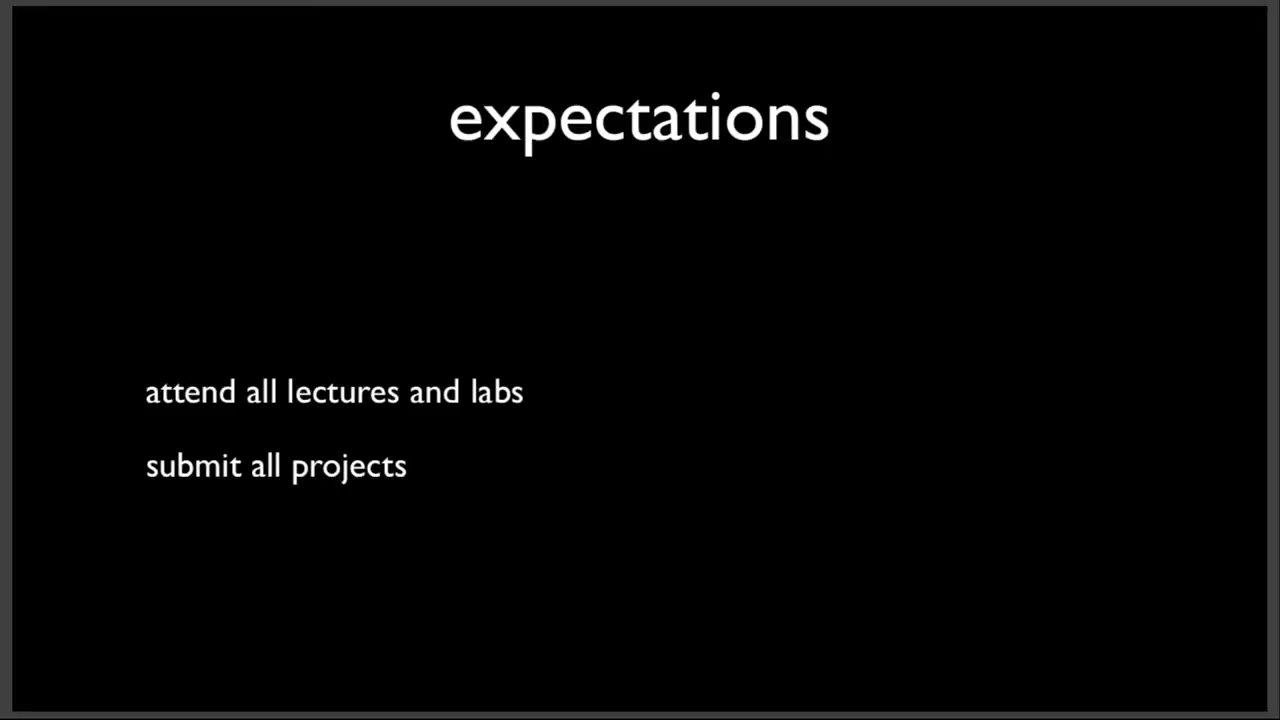 expectations
attend all lectures and labs
submit all projects